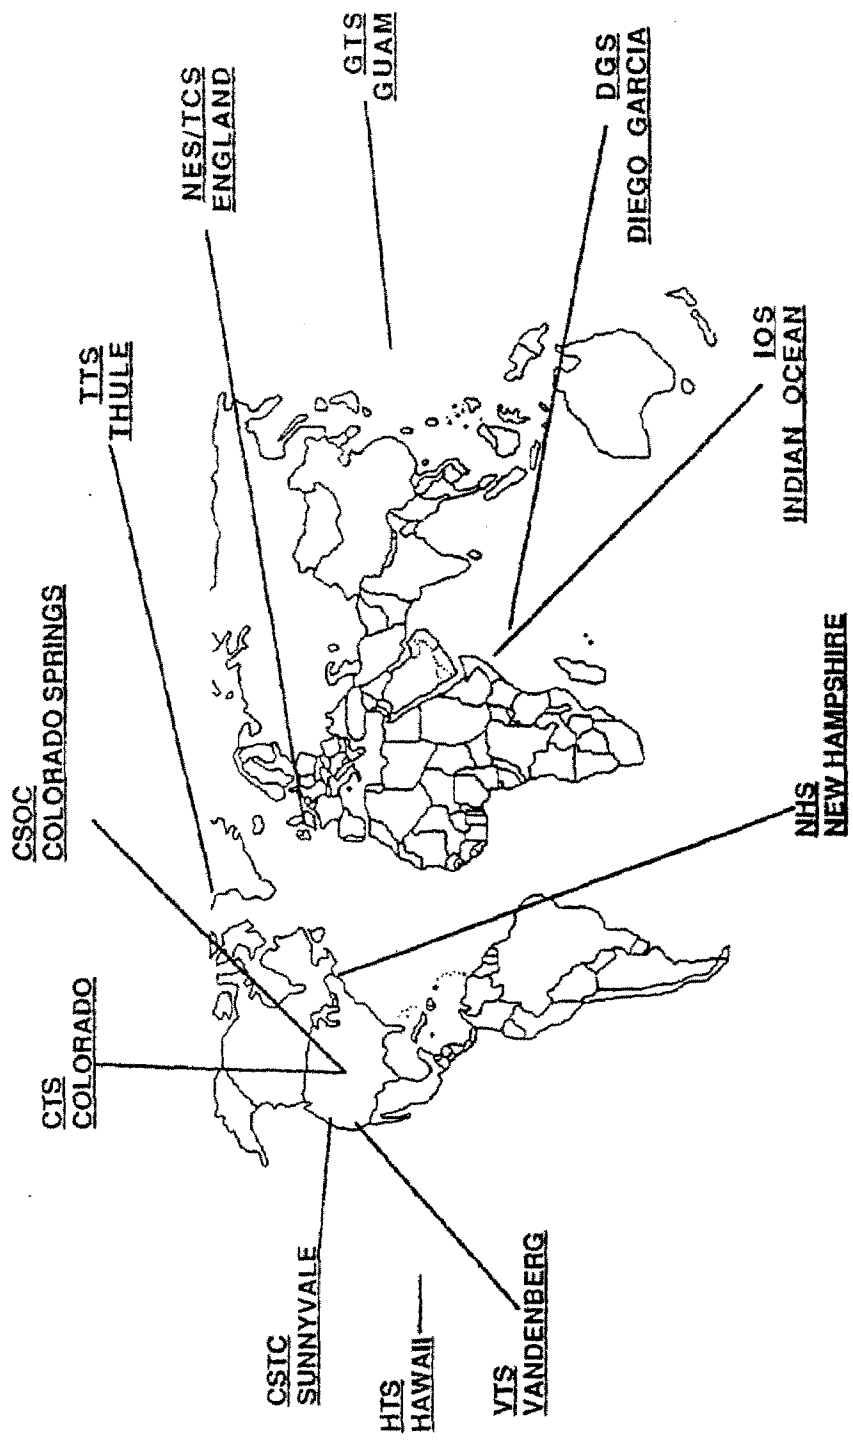 CSOC
COLORADO SPRINGS
TTS
THULE
NES/TCS
ENGLAND
GTS
GUAM
CTS
COLORADO
CSTC
SUNNYVALE
HTS
HAWAII
VTS
VANDENBERG
NHS
NEW HAMPSHIRE
IOS
INDIAN OCEAN
DGS
DIEGO GARCIA